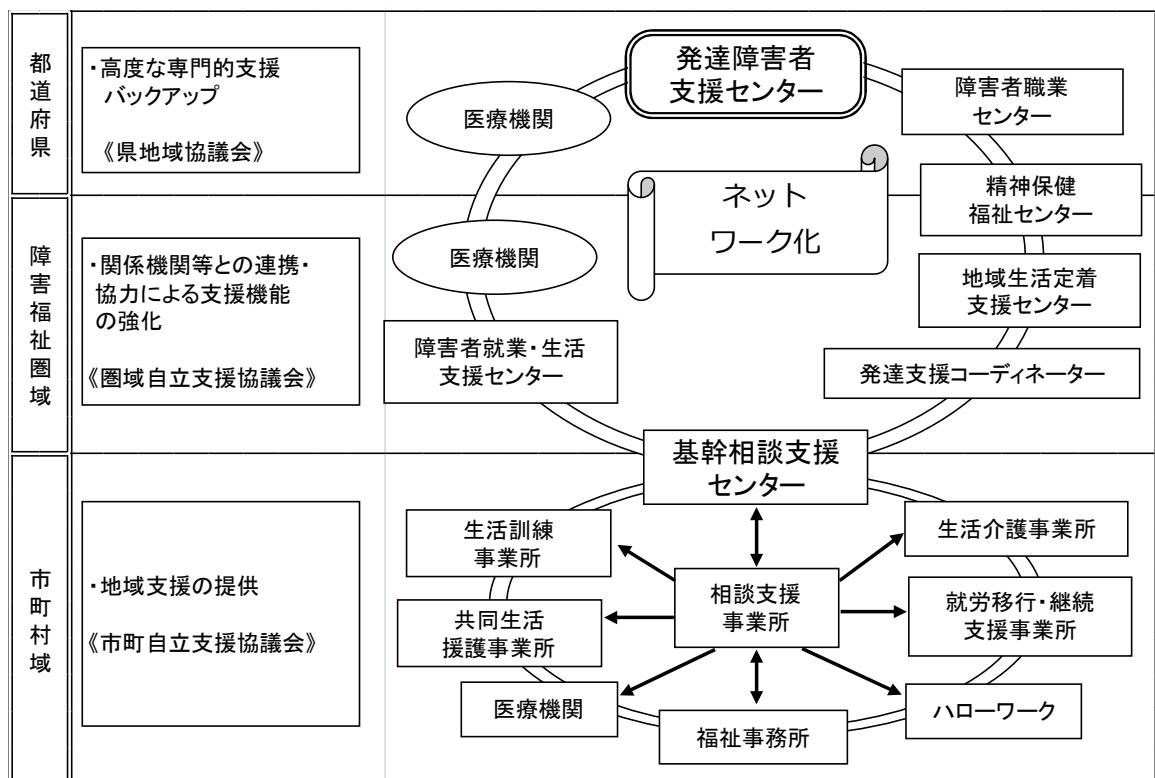 都道府県
・高度な専門的支援
バックアップ
《県地域協議会》
医療機関
発達障害者
支援センター
障害者職業
センター
ネット
ワーク化
精神保健
福祉センター
障害福祉圏域
・関係機関等との連携・
協力による支援機能
の強化
《圏域自立支援協議会》
医療機関
地域生活定着
支援センター
障害者就業・生活
支援センター
発達支援コーディネーター
基幹相談支援
センター
市町村域
・地域支援の提供
《市町自立支援協議会》
生活訓練
事業所
生活介護事業所
共同生活
援護事業所
相談支援
事業所
就労移行・継続
支援事業所
医療機関
福祉事務所
ハローワーク